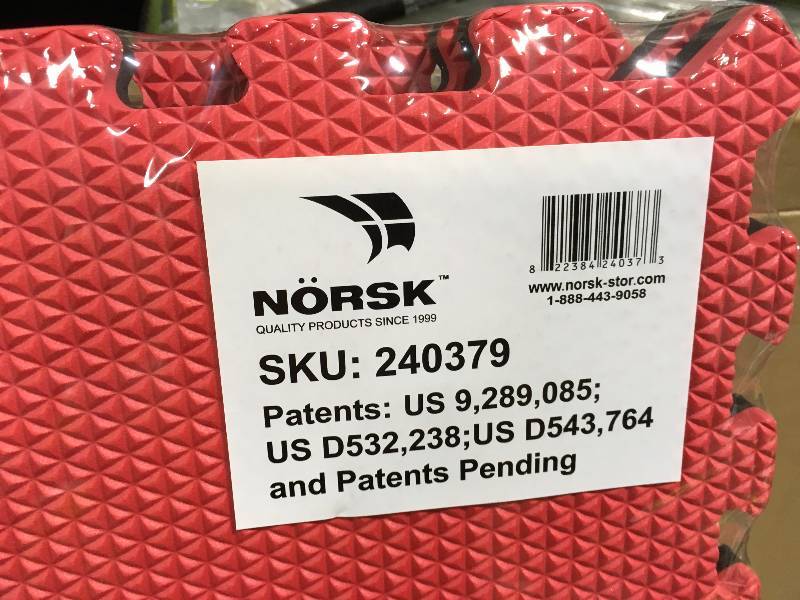 NÖRSK™
QUALITY PRODUCTS SINCE 1999
8 22384 24037 3
www.norsk-stor.com
1-888-443-9058
SKU: 240379
Patents: US 9,289,085;
US D532,238;US D543,764
and Patents Pending